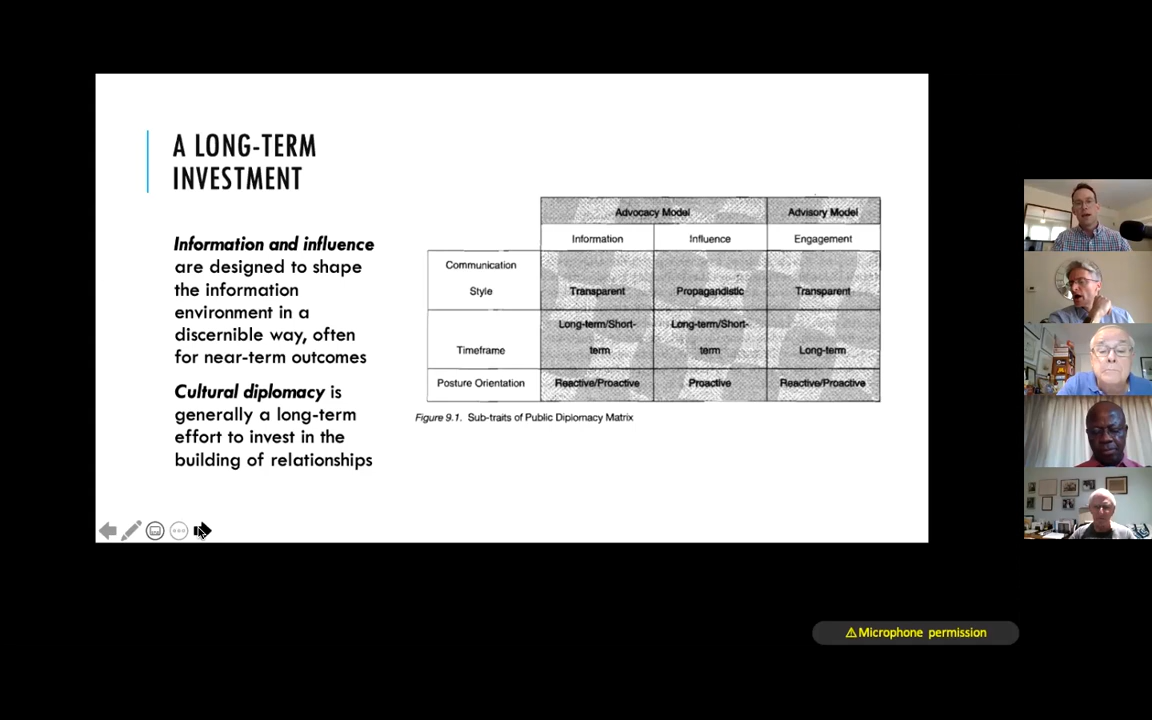 A LONG-TERM
INVESTMENT
Information and influence
are designed to shape
the information
environment in a
discernible way, often
for near-term outcomes
Cultural diplomacy is
generally a long-term
effort to invest in the
building of relationships
Advocacy Model Advisory Model
Information Influence Engagement
Communication
Style Transparent Propagandistic Transparent
Long-term/Short- Long-term/Short-
Timeframe term term Long-term
Posture Orientation Reactive/Proactive Proactive Reactive/Proactive
Figure 9.1. Sub-traits of Public Diplomacy Matrix
⚠Microphone permission